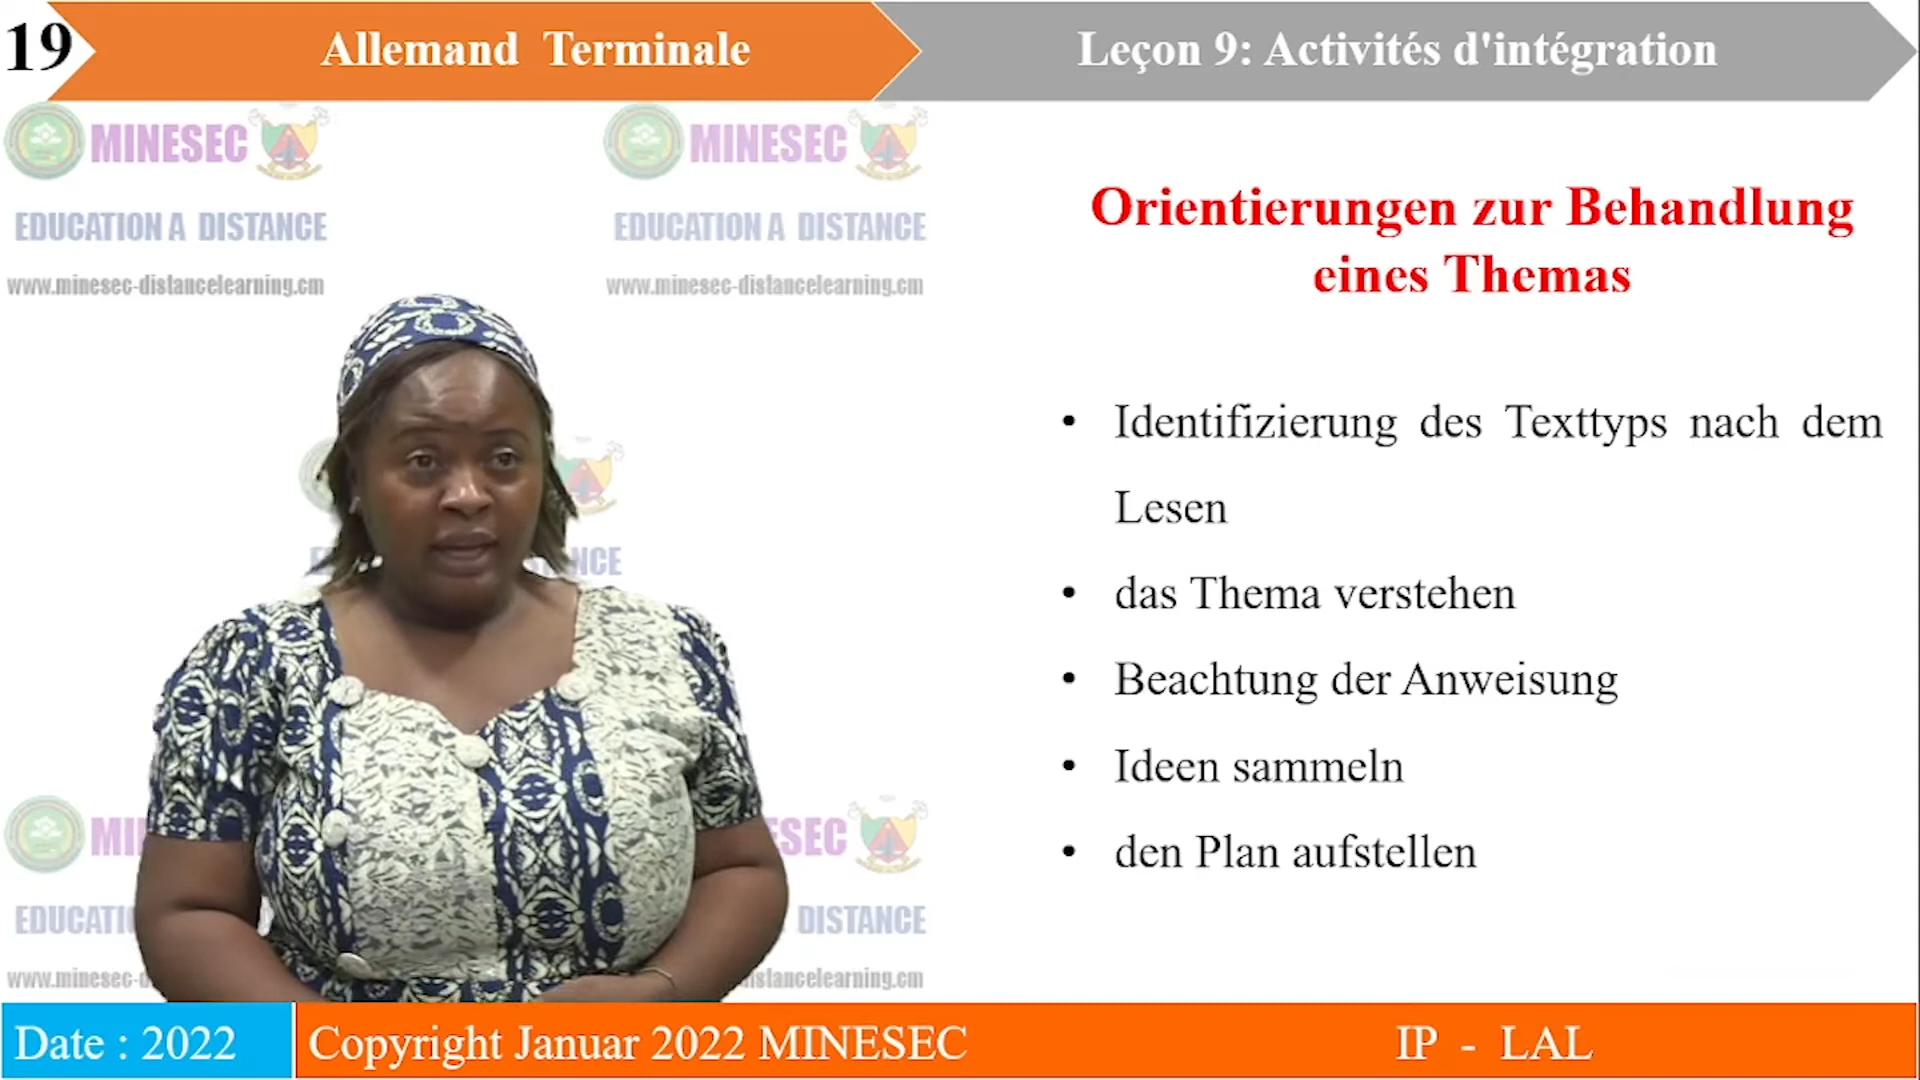 19
Allemand Terminale
Leçon 9: Activités d'intégration
MINESEC
MINESEC
EDUCATION A DISTANCE
EDUCATION A DISTANCE
www.minesec-distancelearning.cm
www.minesec-distancelearning.cm
Orientierungen zur Behandlung
eines Themas
• Identifizierung des Texttyps nach dem
Lesen
• das Thema verstehen
• Beachtung der Anweisung
• Ideen sammeln
• den Plan aufstellen
DISTANCE
Date : 2022
Copyright Januar 2022 MINESEC
IP - LAL